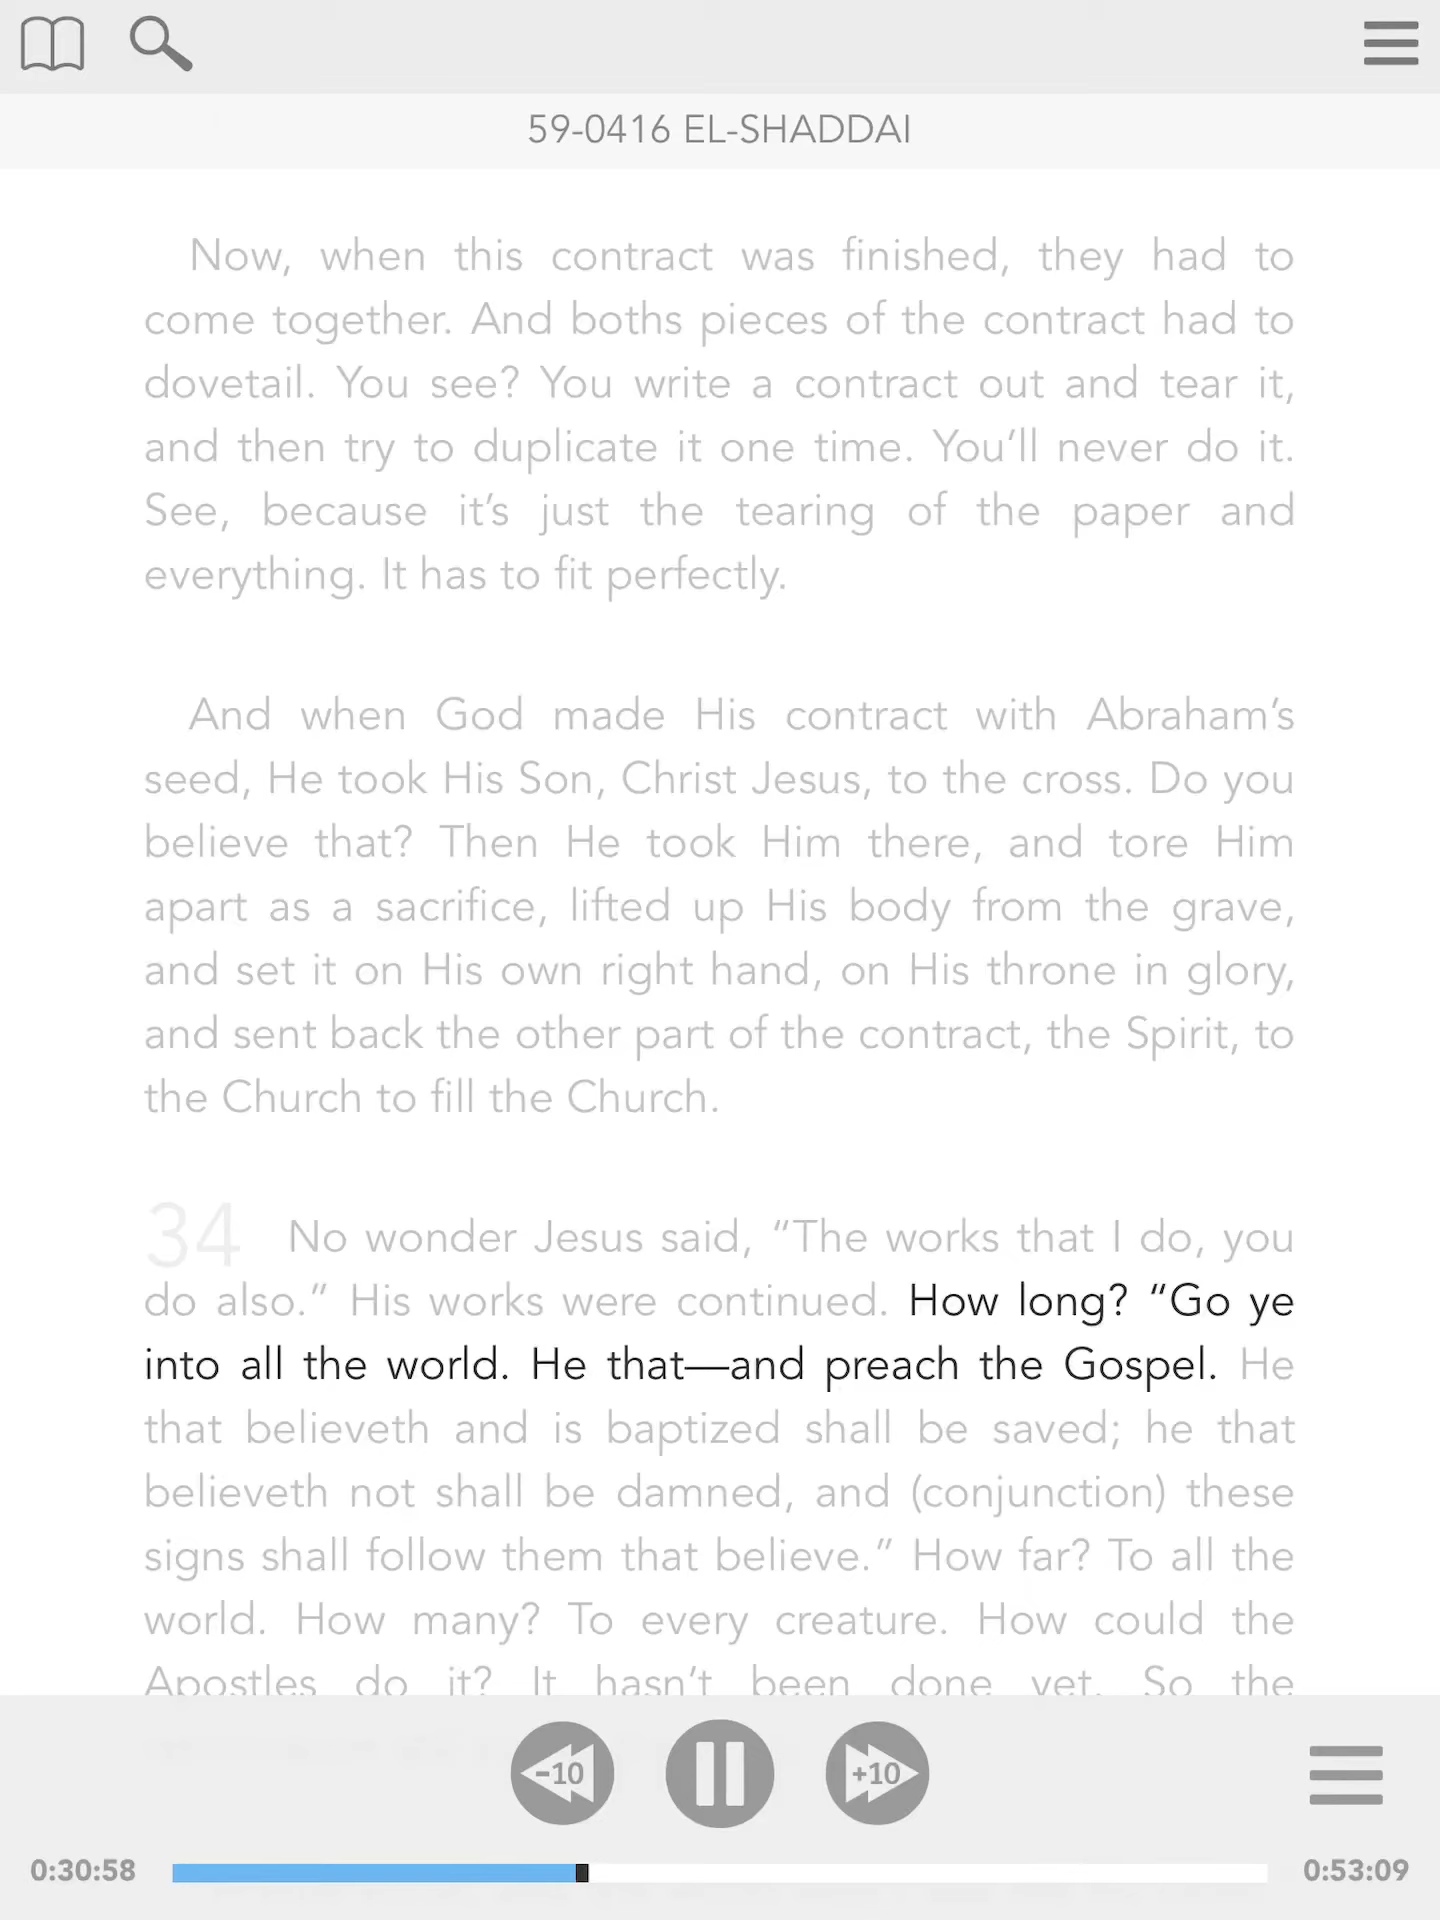 59-0416 EL-SHADDAI
Now, when this contract was finished, they had to
come together. And boths pieces of the contract had to
dovetail. You see? You write a contract out and tear it,
and then try to duplicate it one time. You’ll never do it.
See, because it’s just the tearing of the paper and
everything. It has to fit perfectly.
And when God made His contract with Abraham’s
seed, He took His Son, Christ Jesus, to the cross. Do you
believe that? Then He took Him there, and tore Him
apart as a sacrifice, lifted up His body from the grave,
and set it on His own right hand, on His throne in glory,
and sent back the other part of the contract, the Spirit, to
the Church to fill the Church.
34 No wonder Jesus said, “The works that I do, you
do also.” His works were continued. How long? “Go ye
into all the world. He that—and preach the Gospel. He
that believeth and is baptized shall be saved; he that
believeth not shall be damned, and (conjunction) these
signs shall follow them that believe.” How far? To all the
world. How many? To every creature. How could the
Apostles do it? It hasn’t been done yet. So the
-10 +10
0:30:58 0:53:09